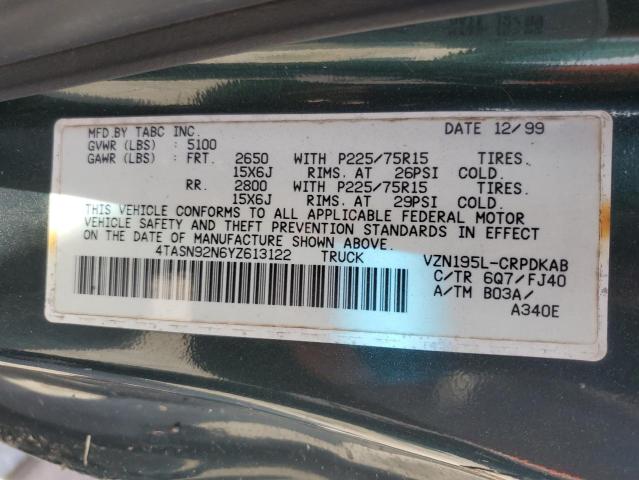 MFD.BY TABC INC. DATE 12/99
GVWR (LBS) : 5100
GAWR (LBS) : FRT. 2650 WITH P225/75R15 TIRES.
15X6J RIMS. AT 26PSI COLD.
RR. 2800 WITH P225/75R15 TIRES.
15X6J RIMS. AT 29PSI COLD.
THIS VEHICLE CONFORMS TO ALL APPLICABLE FEDERAL MOTOR
VEHICLE SAFETY AND THEFT PREVENTION STANDARDS IN EFFECT
ON THE DATE OF MANUFACTURE SHOWN ABOVE.
4TASN92N6YZ613122 TRUCK VZN195L-CRPDKAB
C/TR 6Q7/FJ40
A/TM B03A/
A340E